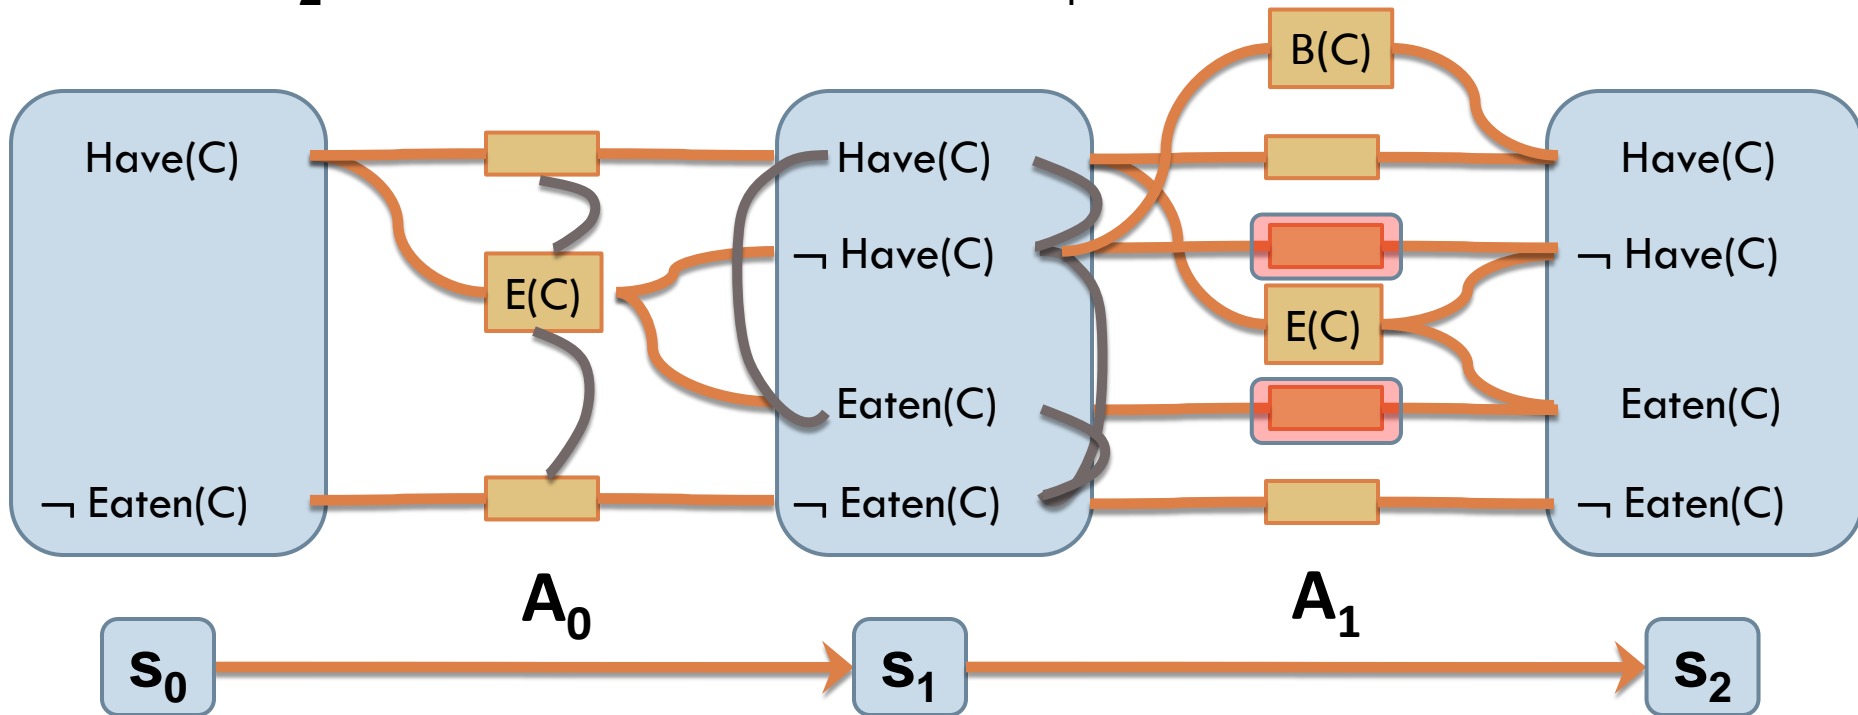 B(C)
Have(C)
Have(C)
Have(C)
¬ Have(C)
¬ Have(C)
E(C)
E(C)
Eaten(C)
Eaten(C)
¬ Eaten(C)
¬ Eaten(C)
¬ Eaten(C)
A₀
A₁
s₀
s₁
s₂